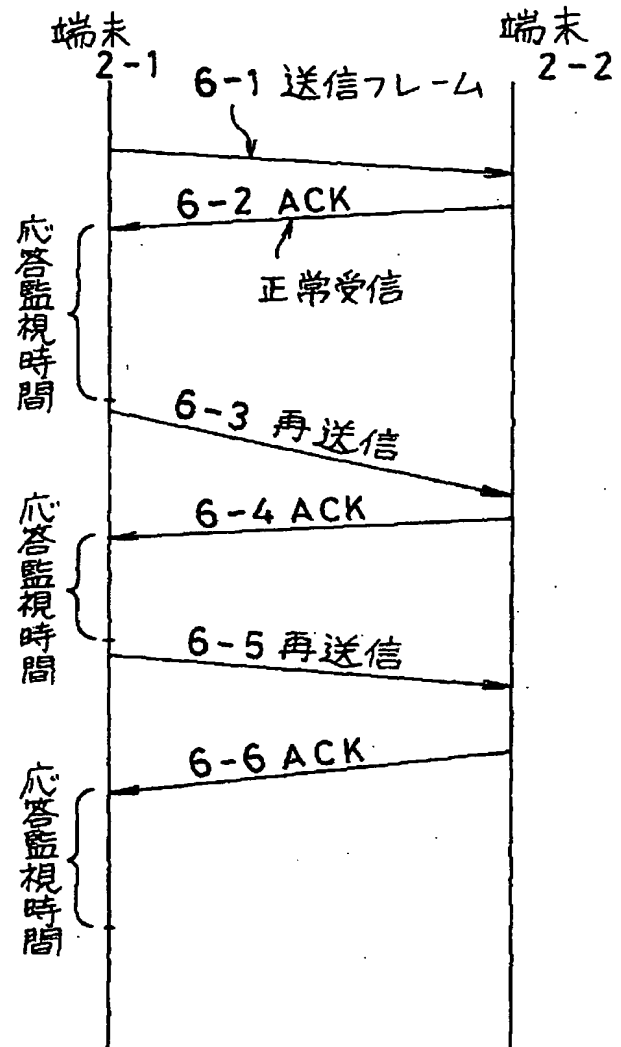 端末
2-1
端末
2-2
6-1 送信フレーム
6-2 ACK
正常受信
応答監視時間
6-3 再送信
6-4 ACK
応答監視時間
6-5 再送信
6-6 ACK
応答監視時間